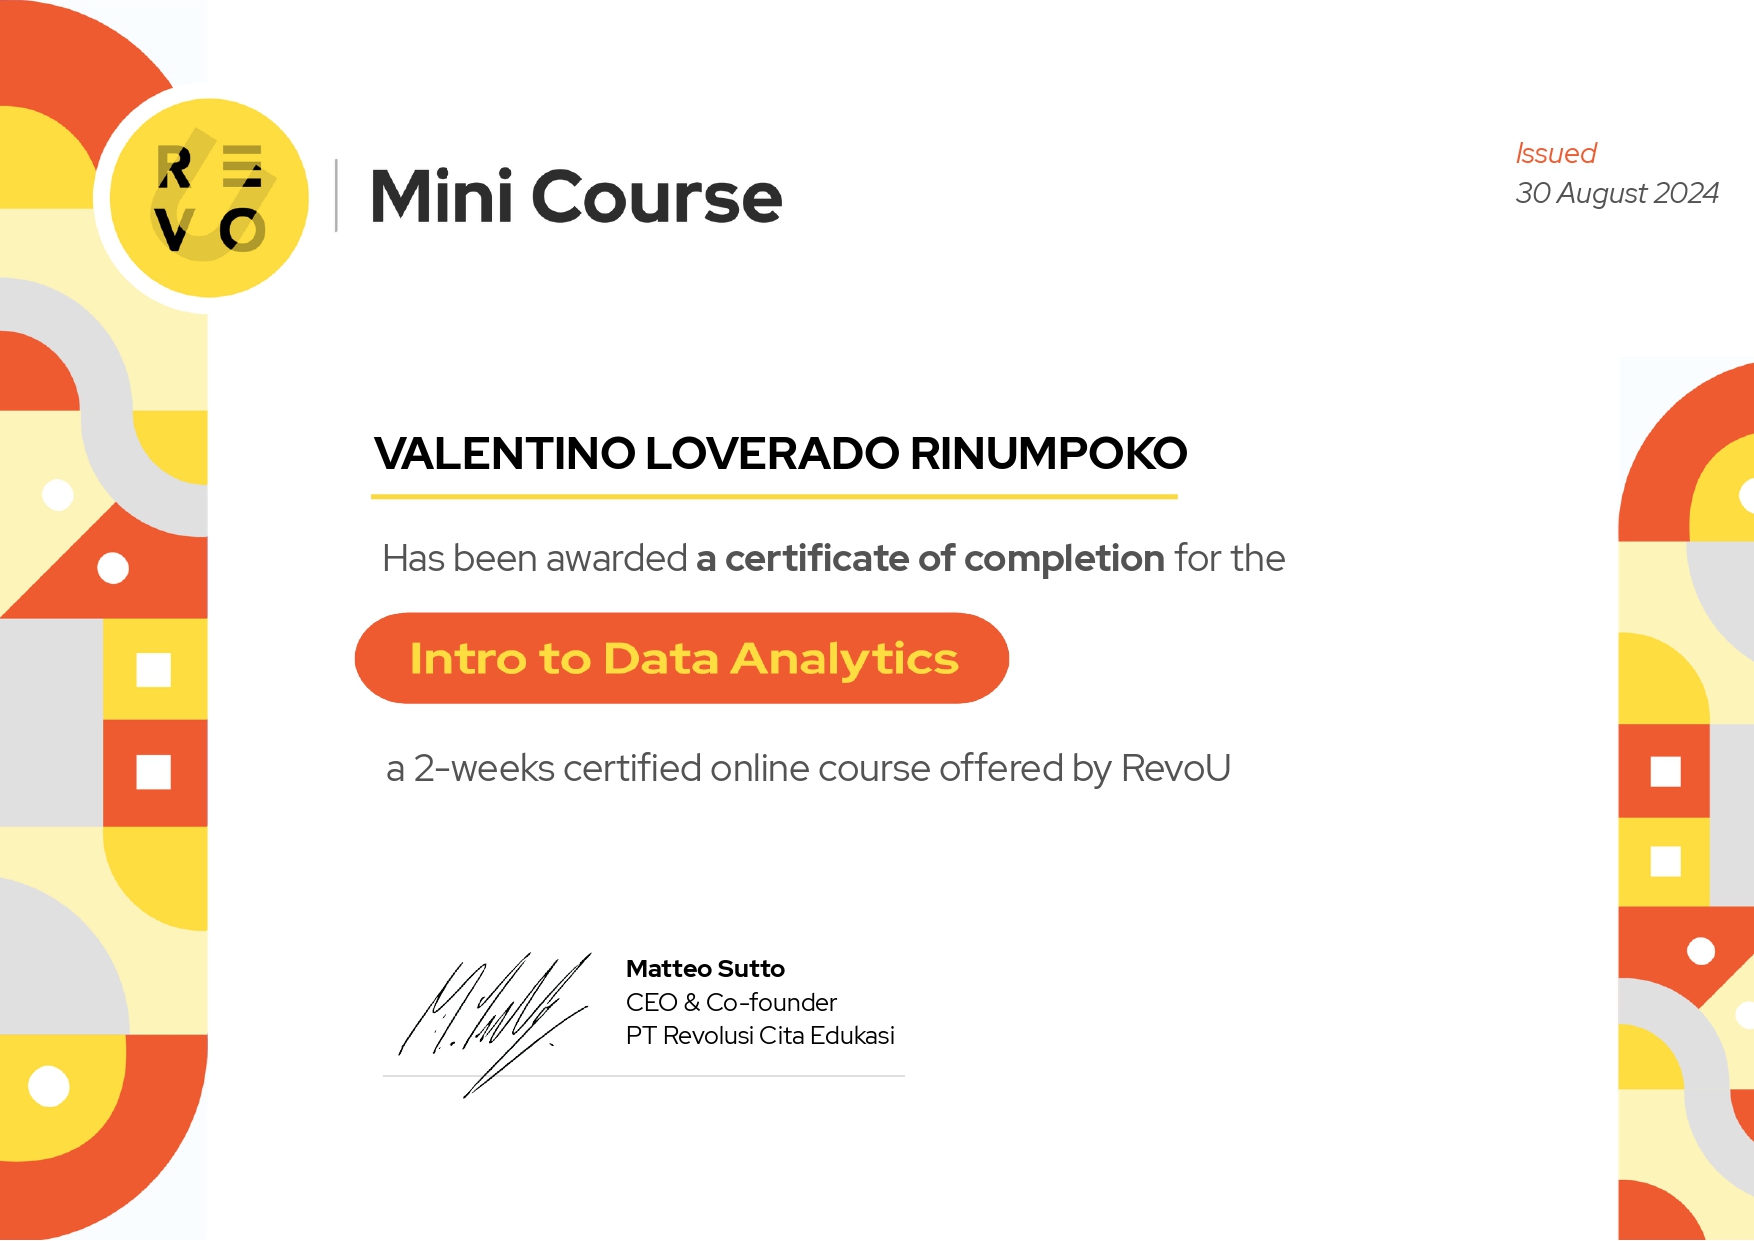 RE
VO
Mini Course
Issued
30 August 2024
VALENTINO LOVERADO RINUMPOKO
Has been awarded a certificate of completion for the
Intro to Data Analytics
a 2-weeks certified online course offered by RevoU
Matteo Sutto
CEO & Co-founder
PT Revolusi Cita Edukasi